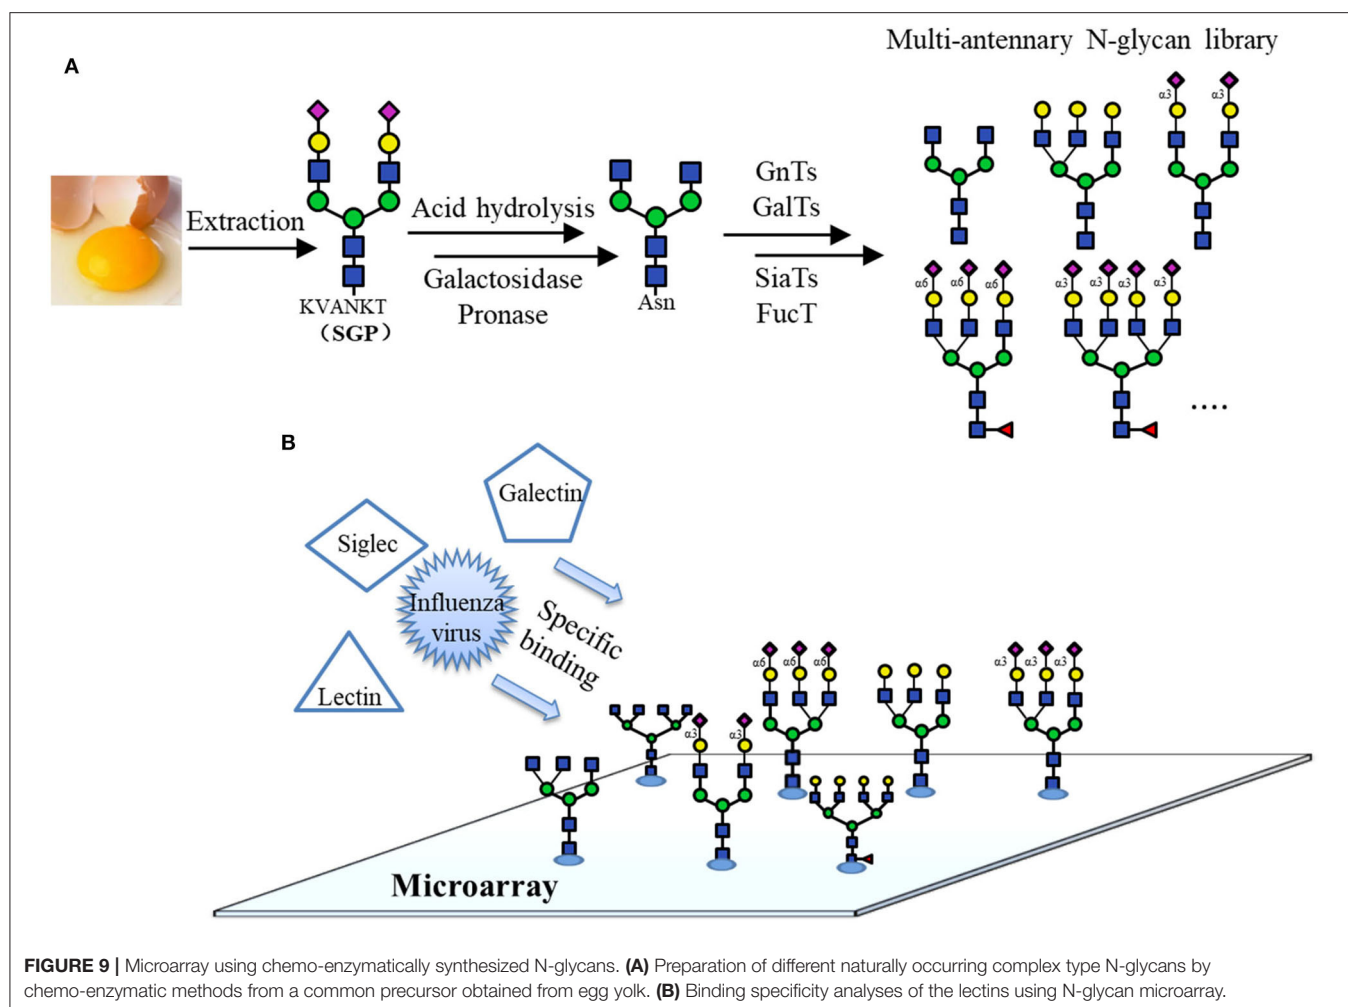 A
Multi-antennary N-glycan library
Extraction
KVANKT
(SGP)
Acid hydrolysis
Galactosidase
Pronase
Asn
GnTs
GalTs
SiaTs
FucT
α3 α3
α6 α6 α6
α3 α3 α3 α3
....
B
Galectin
Siglec
Influenza
virus
Lectin
Specific
binding
α6 α6 α6
α3 α3 α3
α3 α3
Microarray
FIGURE 9 | Microarray using chemo-enzymatically synthesized N-glycans. (A) Preparation of different naturally occurring complex type N-glycans by
chemo-enzymatic methods from a common precursor obtained from egg yolk. (B) Binding specificity analyses of the lectins using N-glycan microarray.